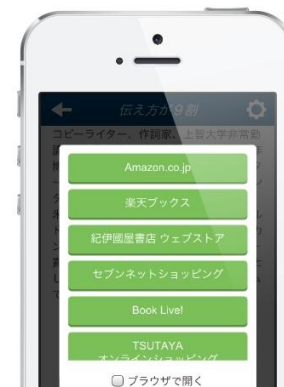 伝え方が9割
コピーライター、作詞家、上智大学非常勤
Amazon.co.jp
楽天ブックス
紀伊國屋書店 ウェブストア
セブンネットショッピング
Book Live!
TSUTAYA
オンラインショッピング
ブラウザで開く